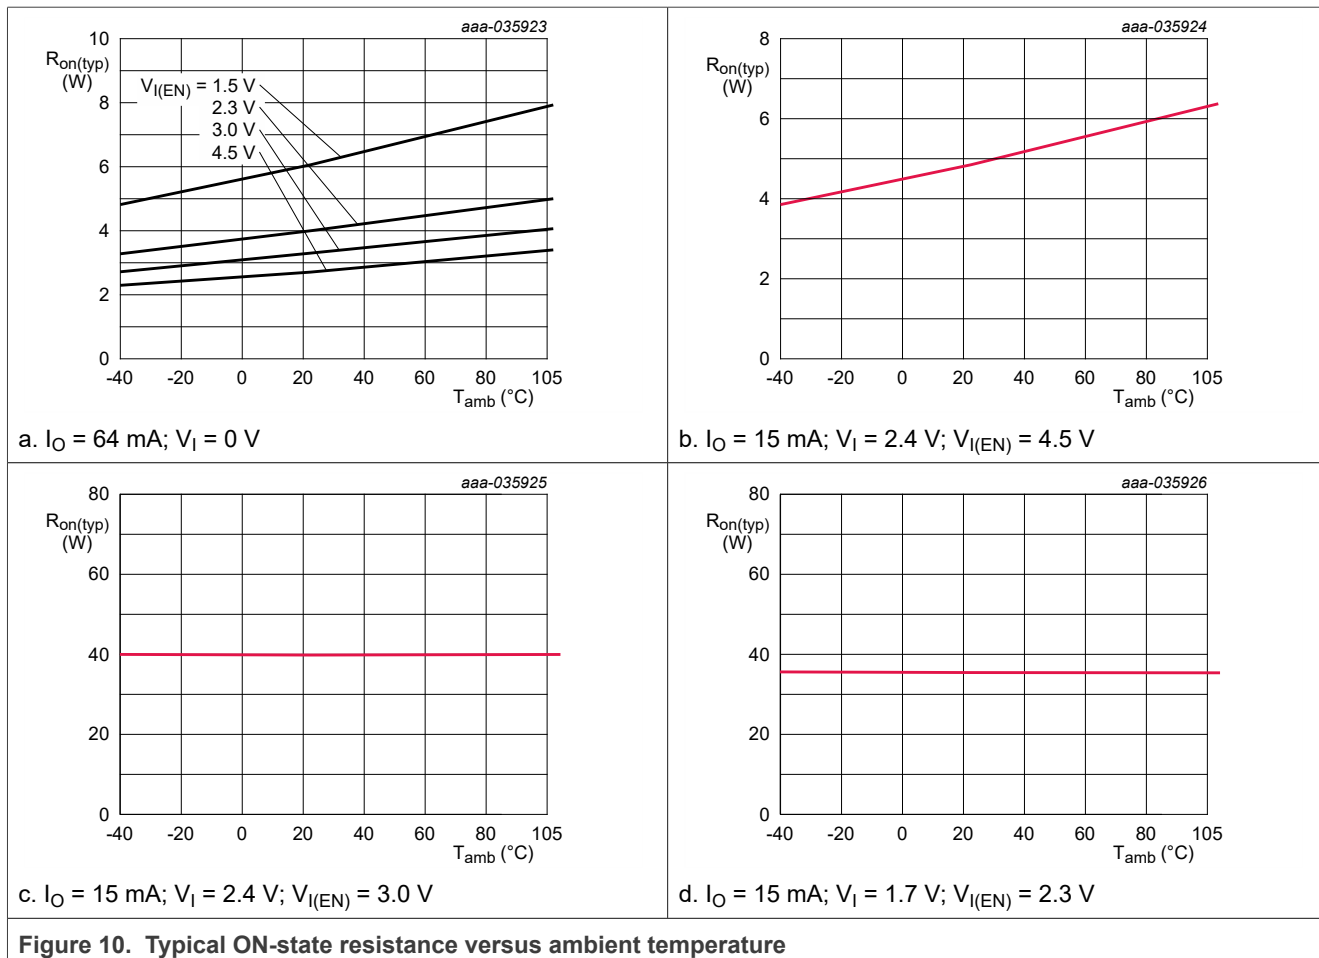 aaa-035923
10
8
6
4
2
0
Ron(typ)
(W)
VI(EN) = 1.5 V
2.3 V
3.0 V
4.5 V
-40 -20 0 20 40 60 80 105
Tamb (°C)
a. IO = 64 mA; VI = 0 V
aaa-035924
8
6
4
2
0
Ron(typ)
(W)
-40 -20 0 20 40 60 80 105
Tamb (°C)
b. IO = 15 mA; VI = 2.4 V; VI(EN) = 4.5 V
aaa-035925
80
60
40
20
0
Ron(typ)
(W)
-40 -20 0 20 40 60 80 105
Tamb (°C)
c. IO = 15 mA; VI = 2.4 V; VI(EN) = 3.0 V
aaa-035926
80
60
40
20
0
Ron(typ)
(W)
-40 -20 0 20 40 60 80 105
Tamb (°C)
d. IO = 15 mA; VI = 1.7 V; VI(EN) = 2.3 V
Figure 10. Typical ON-state resistance versus ambient temperature